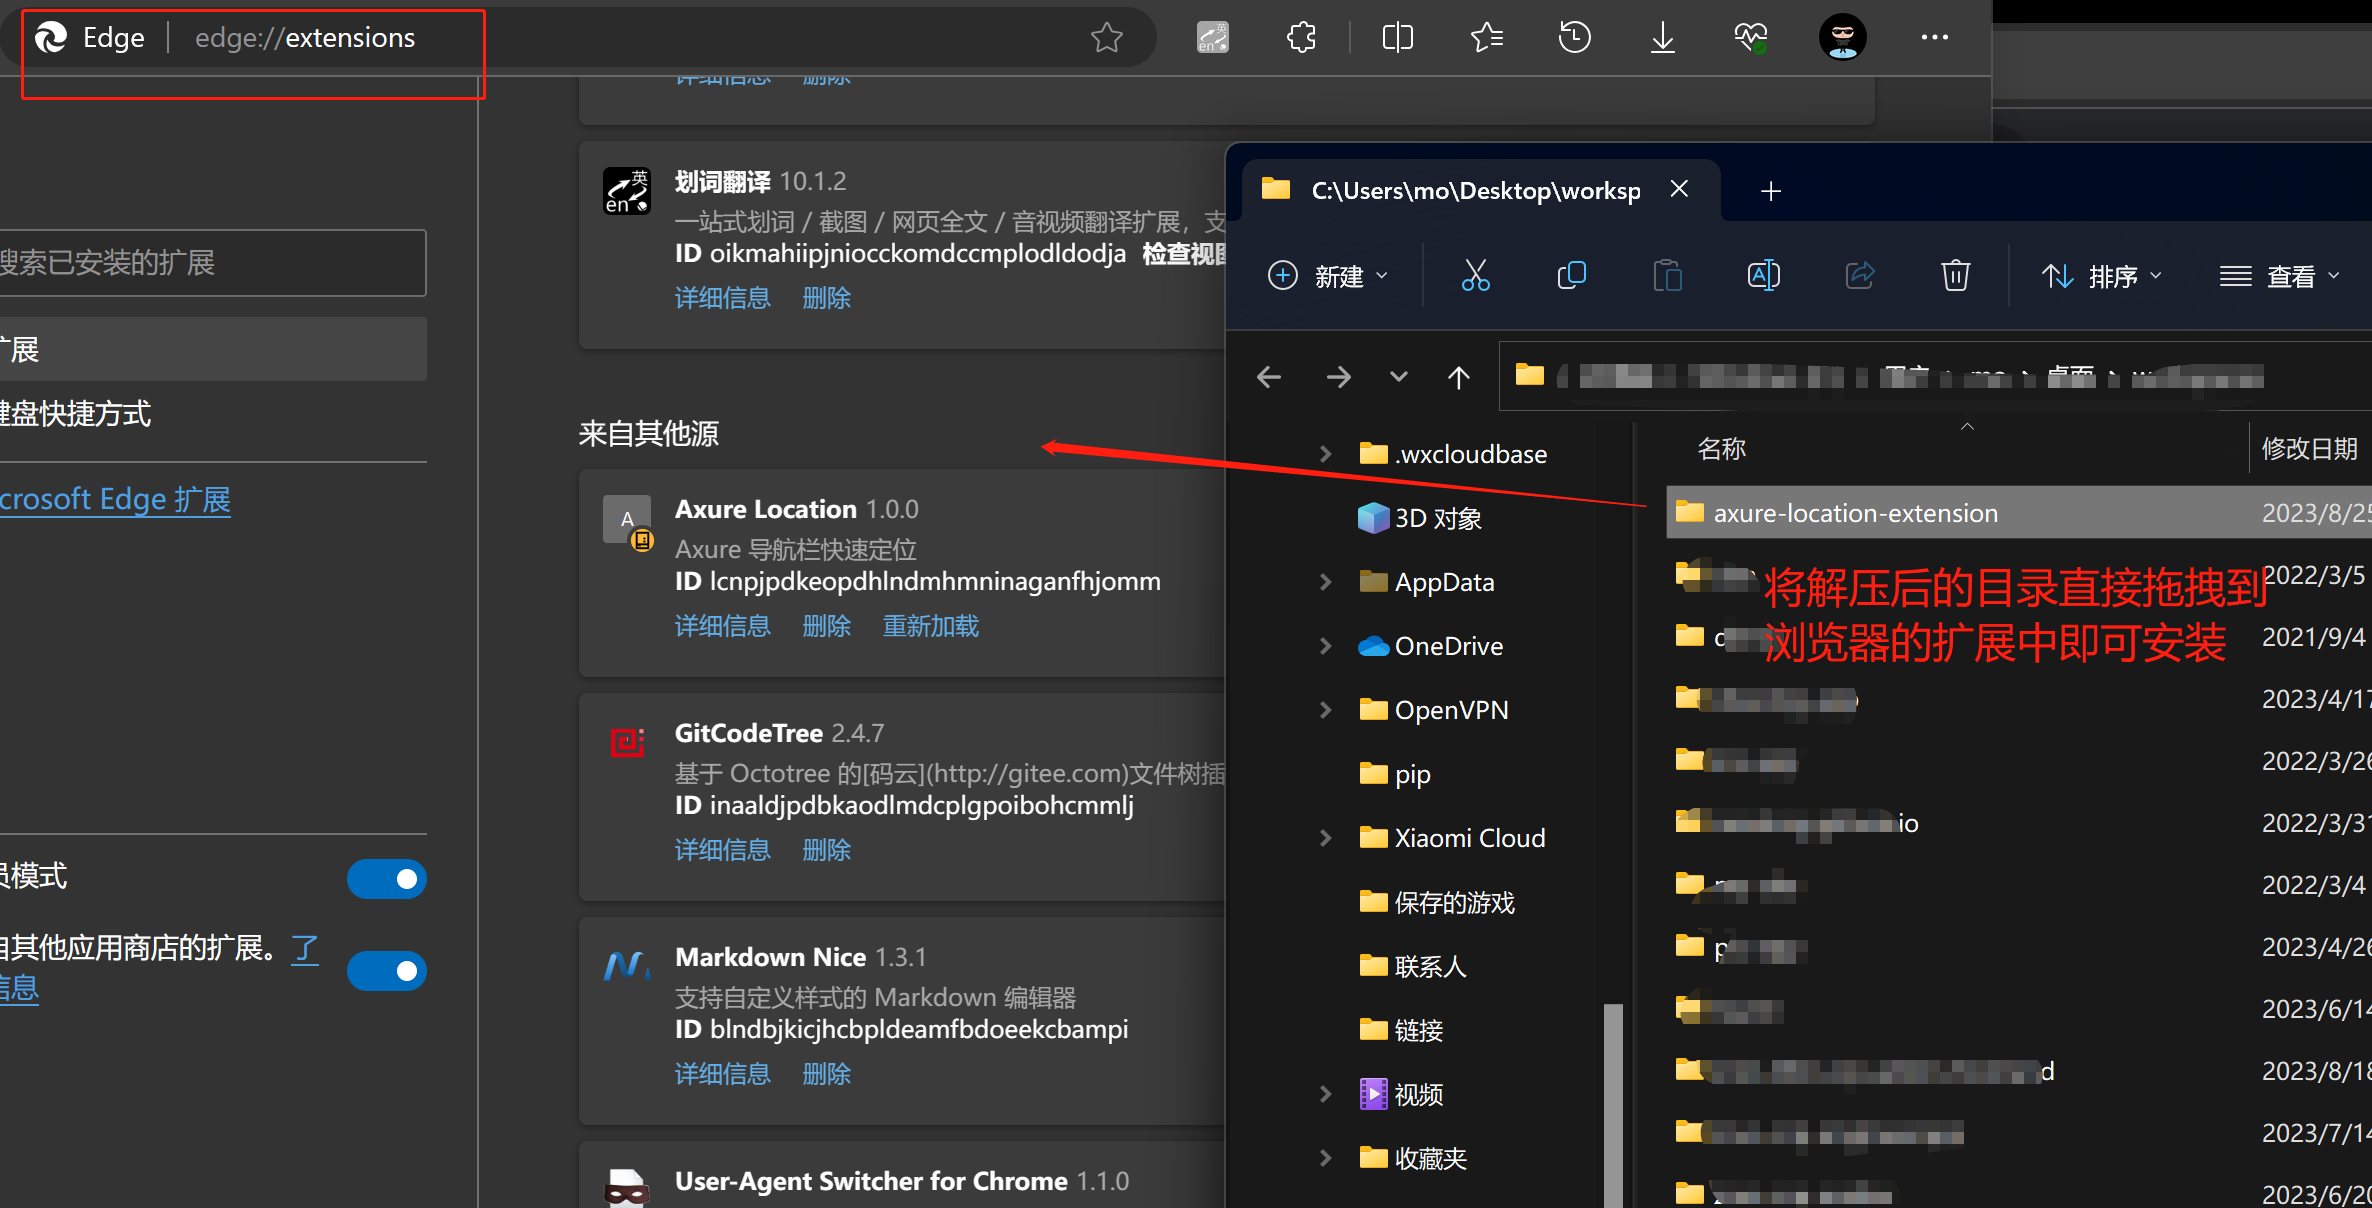 Edge
edge://extensions
详细信息 删除
划词翻译 10.1.2
一站式划词 / 截图 / 网页全文 / 音视频翻译扩展，支
ID oikmahiipjniocckomdccmplodldodja 检查视图
详细信息 删除
搜索已安装的扩展
扩展
键盘快捷方式
crosoft Edge 扩展
员模式
自其他应用商店的扩展。了
信息
来自其他源
Axure Location 1.0.0
Axure 导航栏快速定位
ID lcnpjpdkeopdhlndmhmninaganfhjomm
详细信息 删除 重新加载
GitCodeTree 2.4.7
基于 Octotree 的[码云](http://gitee.com)文件树插
ID inaaldjpdbkaodlmdcplgpoibohcmmlj
详细信息 删除
Markdown Nice 1.3.1
支持自定义样式的 Markdown 编辑器
ID blndbjkicjhcbpldeamfbdoeekcbampi
详细信息 删除
User-Agent Switcher for Chrome 1.1.0
C:\Users\mo\Desktop\worksp
新建
排序
查看
.wxcloudbase
3D 对象
AppData
OneDrive
OpenVPN
pip
Xiaomi Cloud
保存的游戏
联系人
链接
视频
收藏夹
名称 修改日期
axure-location-extension 2023/8/25
将解压后的目录直接拖拽到
浏览器的扩展中即可安装
2022/3/5
2021/9/4
2023/4/17
2022/3/26
io 2022/3/31
2022/3/4
p 2023/4/26
2023/6/14
d 2023/8/18
2023/7/14
2023/6/20